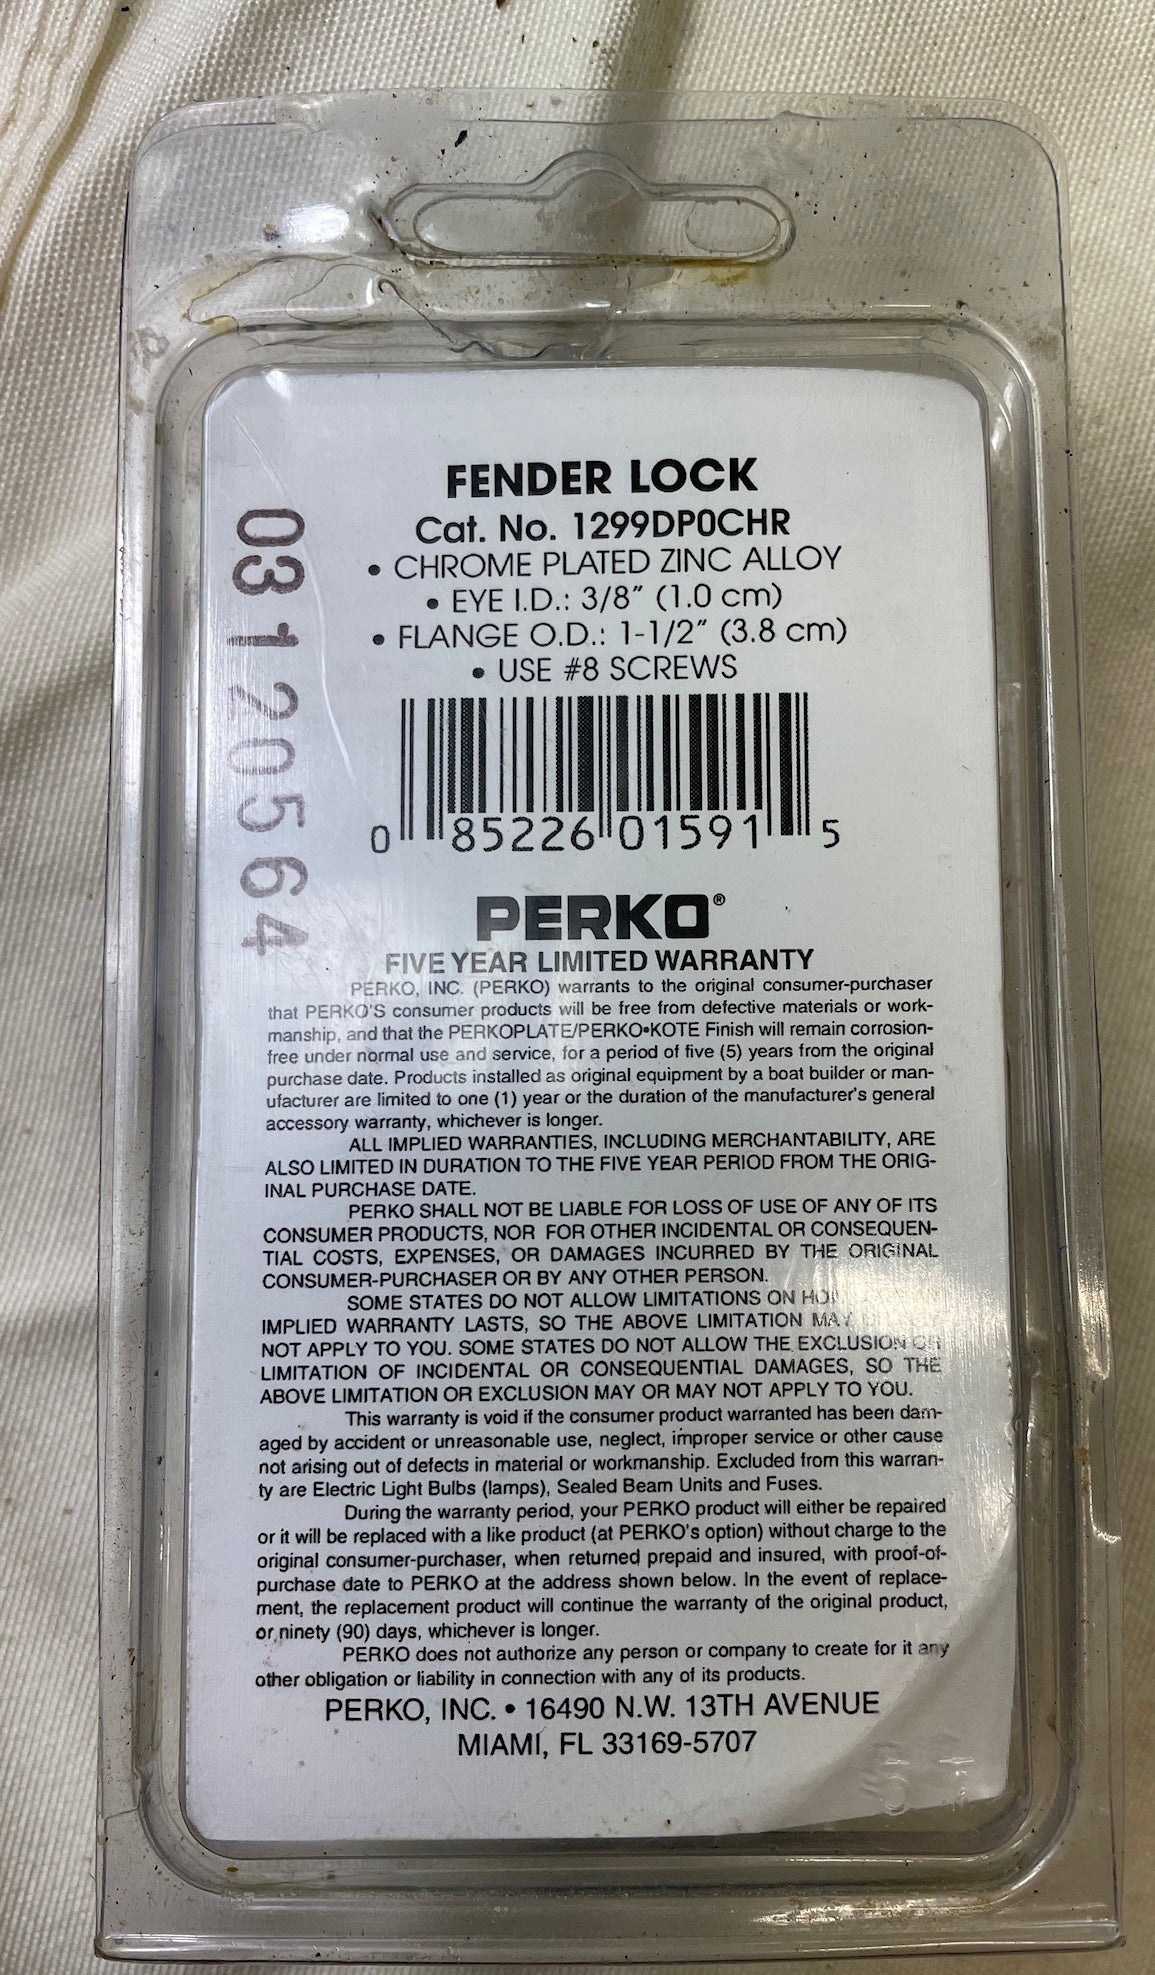 FENDER LOCK
Cat. No. 1299DP0CHR
• CHROME PLATED ZINC ALLOY
• EYE I.D.: 3/8" (1.0 cm)
• FLANGE O.D.: 1-1/2" (3.8 cm)
• USE #8 SCREWS
03120564
0 85226 01591 5
PERKO®
FIVE YEAR LIMITED WARRANTY
PERKO, INC. (PERKO) warrants to the original consumer-purchaser
that PERKO'S consumer products will be free from defective materials or work-
manship, and that the PERKOPLATE/PERKO•KOTE Finish will remain corrosion-
free under normal use and service, for a period of five (5) years from the original
purchase date. Products installed as original equipment by a boat builder or man-
ufacturer are limited to one (1) year or the duration of the manufacturer's general
accessory warranty, whichever is longer.
ALL IMPLIED WARRANTIES, INCLUDING MERCHANTABILITY, ARE
ALSO LIMITED IN DURATION TO THE FIVE YEAR PERIOD FROM THE ORIG-
INAL PURCHASE DATE.
PERKO SHALL NOT BE LIABLE FOR LOSS OF USE OF ANY OF ITS
CONSUMER PRODUCTS, NOR FOR OTHER INCIDENTAL OR CONSEQUEN-
TIAL COSTS, EXPENSES, OR DAMAGES INCURRED BY THE ORIGINAL
CONSUMER-PURCHASER OR BY ANY OTHER PERSON.
SOME STATES DO NOT ALLOW LIMITATIONS ON
IMPLIED WARRANTY LASTS, SO THE ABOVE LIMITATION MAY
NOT APPLY TO YOU. SOME STATES DO NOT ALLOW THE EXCLUSION OR
LIMITATION OF INCIDENTAL OR CONSEQUENTIAL DAMAGES, SO THE
ABOVE LIMITATION OR EXCLUSION MAY OR MAY NOT APPLY TO YOU.
This warranty is void if the consumer product warranted has been dam-
aged by accident or unreasonable use, neglect, improper service or other cause
not arising out of defects in material or workmanship. Excluded from this warran-
ty are Electric Light Bulbs (lamps), Sealed Beam Units and Fuses.
During the warranty period, your PERKO product will either be repaired
or it will be replaced with a like product (at PERKO's option) without charge to the
original consumer-purchaser, when returned prepaid and insured, with proof-of-
purchase date to PERKO at the address shown below. In the event of replace-
ment, the replacement product will continue the warranty of the original product,
or ninety (90) days, whichever is longer.
PERKO does not authorize any person or company to create for it any
other obligation or liability in connection with any of its products.
PERKO, INC. • 16490 N.W. 13TH AVENUE
MIAMI, FL 33169-5707